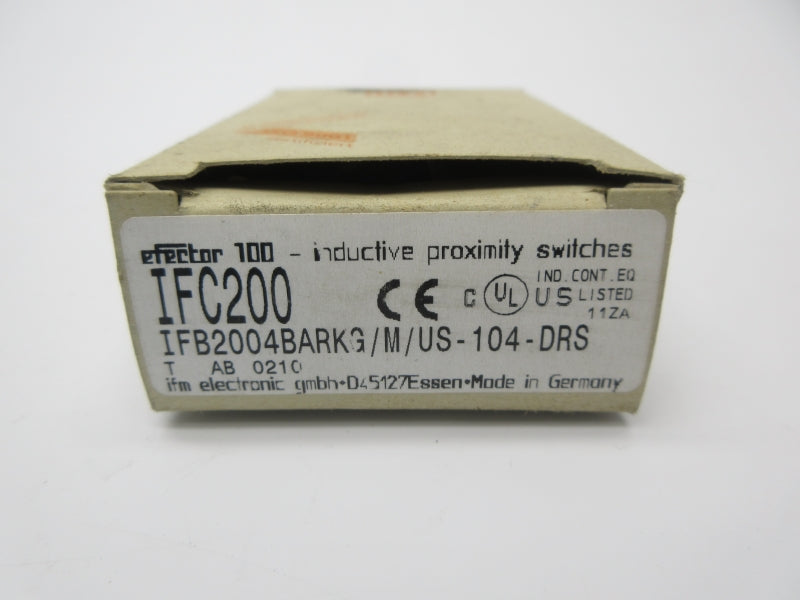 efector 100 - inductive proximity switches
IFC200
CE C UL US IND. CONT. EQ
LISTED
11ZA
IFB2004BARKG/M/US-104-DRS
T AB 0210
ifm electronic gmbh•D45127Essen•Made in Germany